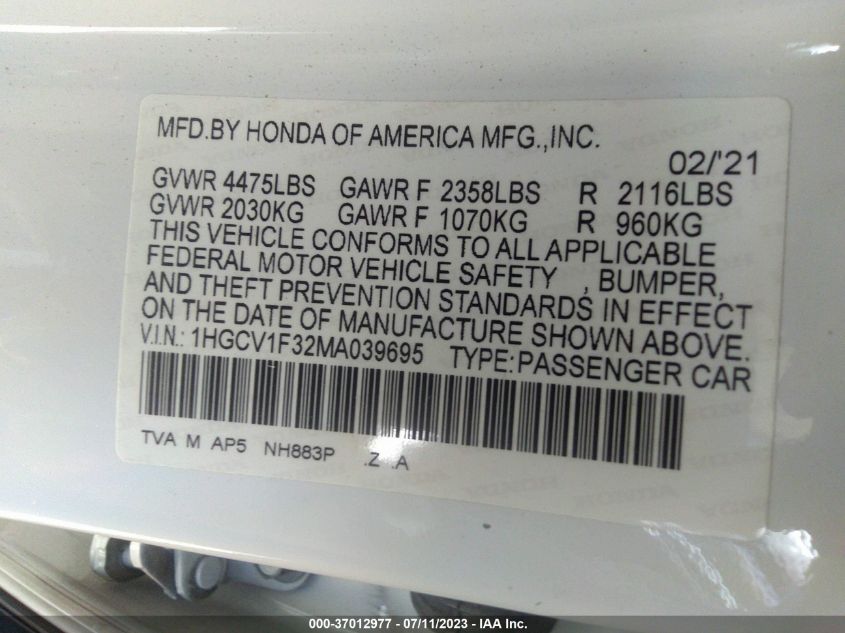 MFD.BY HONDA OF AMERICA MFG.,INC.
02/'21
GVWR 4475LBS GAWR F 2358LBS R 2116LBS
GVWR 2030KG GAWR F 1070KG R 960KG
THIS VEHICLE CONFORMS TO ALL APPLICABLE
FEDERAL MOTOR VEHICLE SAFETY , BUMPER,
AND THEFT PREVENTION STANDARDS IN EFFECT
ON THE DATE OF MANUFACTURE SHOWN ABOVE.
V.I.N.: 1HGCV1F32MA039695 TYPE:PASSENGER CAR
TVA M AP5 NH883P .Z .A
HONDA HONDA HONDA
000-37012977 - 07/11/2023 - IAA Inc.